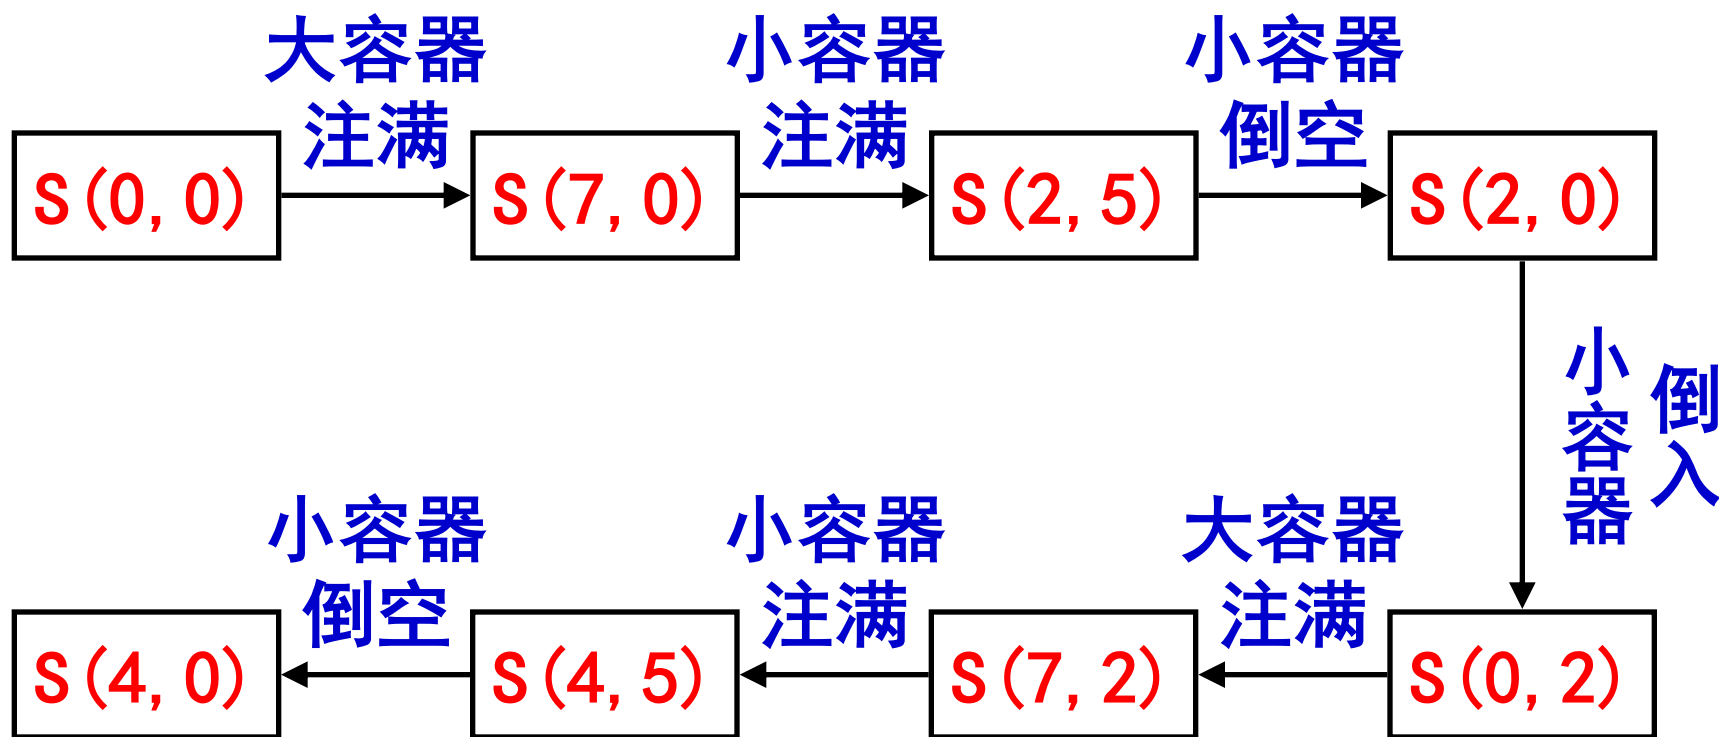 大容器
注满
小容器
注满
小容器
倒空
S(0,0)
S(7,0)
S(2,5)
S(2,0)
小容器
倒入
小容器
倒空
小容器
注满
大容器
注满
S(4,0)
S(4,5)
S(7,2)
S(0,2)